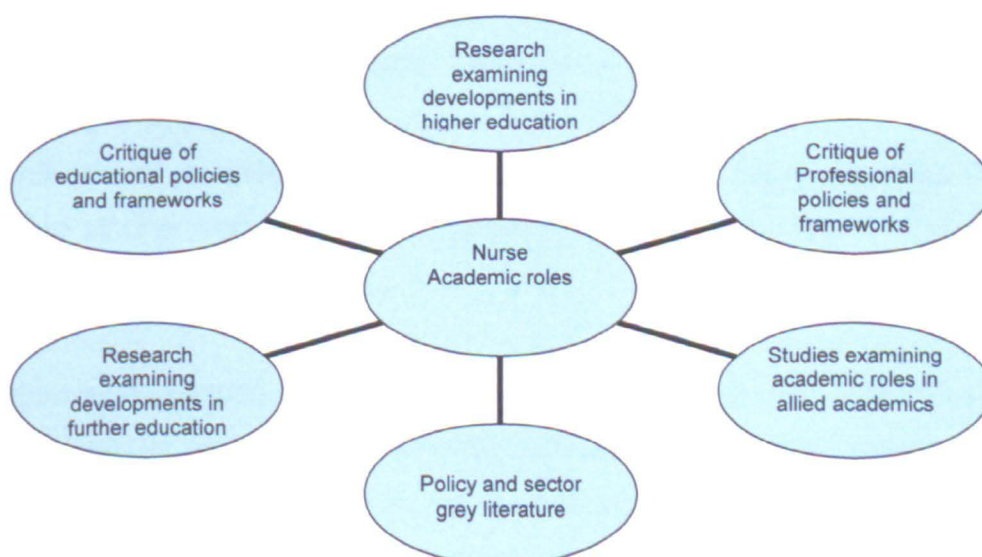 Research
examining
developments in
higher education
Critique of
educational policies
and frameworks
Critique of
Professional
policies and
frameworks
Nurse
Academic roles
Research
examining
developments in
further education
Studies examining
academic roles in
allied academics
Policy and sector
grey literature